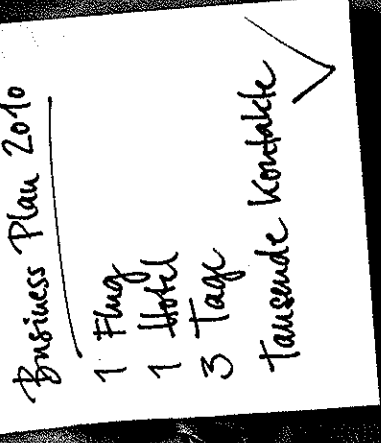 Business Plan 2010
1 Flug
1 Hotel
3 Tage
Tausende Kontakte